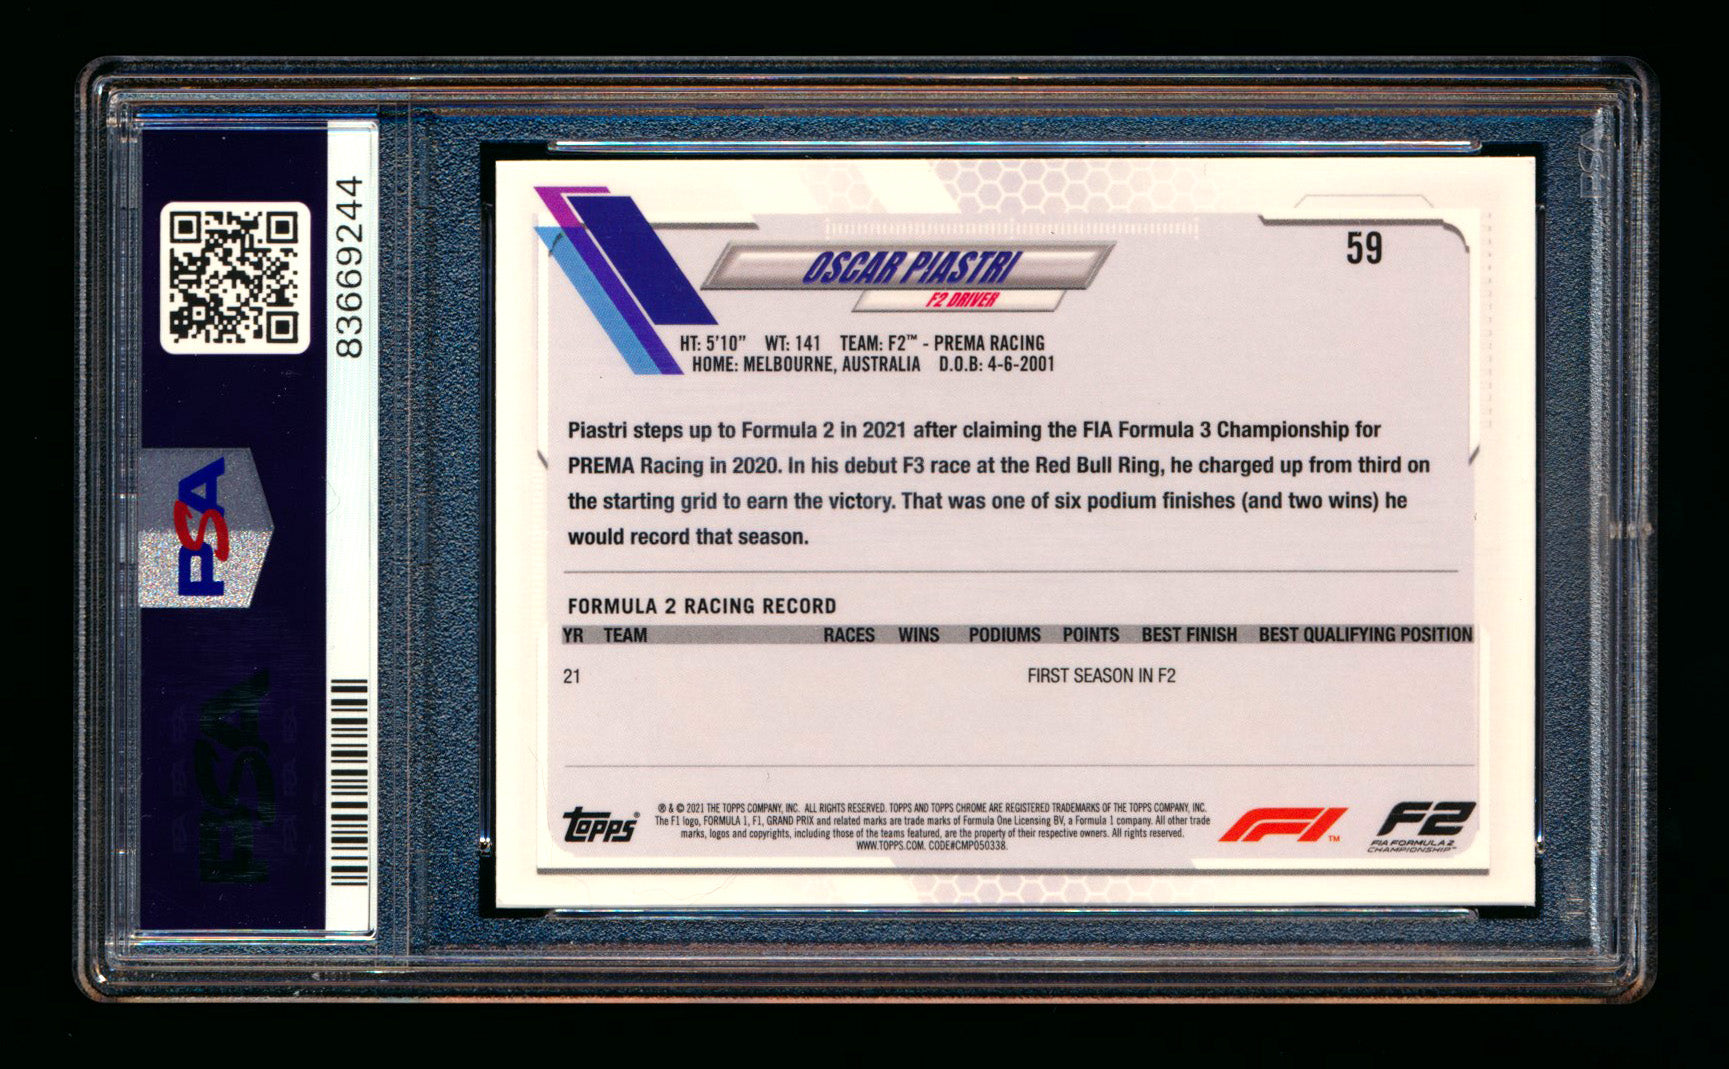 83669244
PSA
PSA
OSCAR PIASTRI
F2 DRIVER
59
HT: 5'10" WT: 141 TEAM: F2™ - PREMA RACING
HOME: MELBOURNE, AUSTRALIA D.O.B: 4-6-2001
Piastri steps up to Formula 2 in 2021 after claiming the FIA Formula 3 Championship for
PREMA Racing in 2020. In his debut F3 race at the Red Bull Ring, he charged up from third on
the starting grid to earn the victory. That was one of six podium finishes (and two wins) he
would record that season.
FORMULA 2 RACING RECORD
YR TEAM RACES WINS PODIUMS POINTS BEST FINISH BEST QUALIFYING POSITION
21 FIRST SEASON IN F2
topps®
® & © 2021 THE TOPPS COMPANY, INC. ALL RIGHTS RESERVED. TOPPS AND TOPPS CHROME ARE REGISTERED TRADEMARKS OF THE TOPPS COMPANY, INC.
The F1 logo, FORMULA 1, F1, GRAND PRIX and related marks are trade marks of Formula One Licensing BV, a Formula 1 company. All other trade
marks, logos and copyrights, including those of the teams featured, are the property of their respective owners. All rights reserved.
WWW.TOPPS.COM. CODE#CMP050338.
F1™
F2
FIA FORMULA 2
CHAMPIONSHIP™